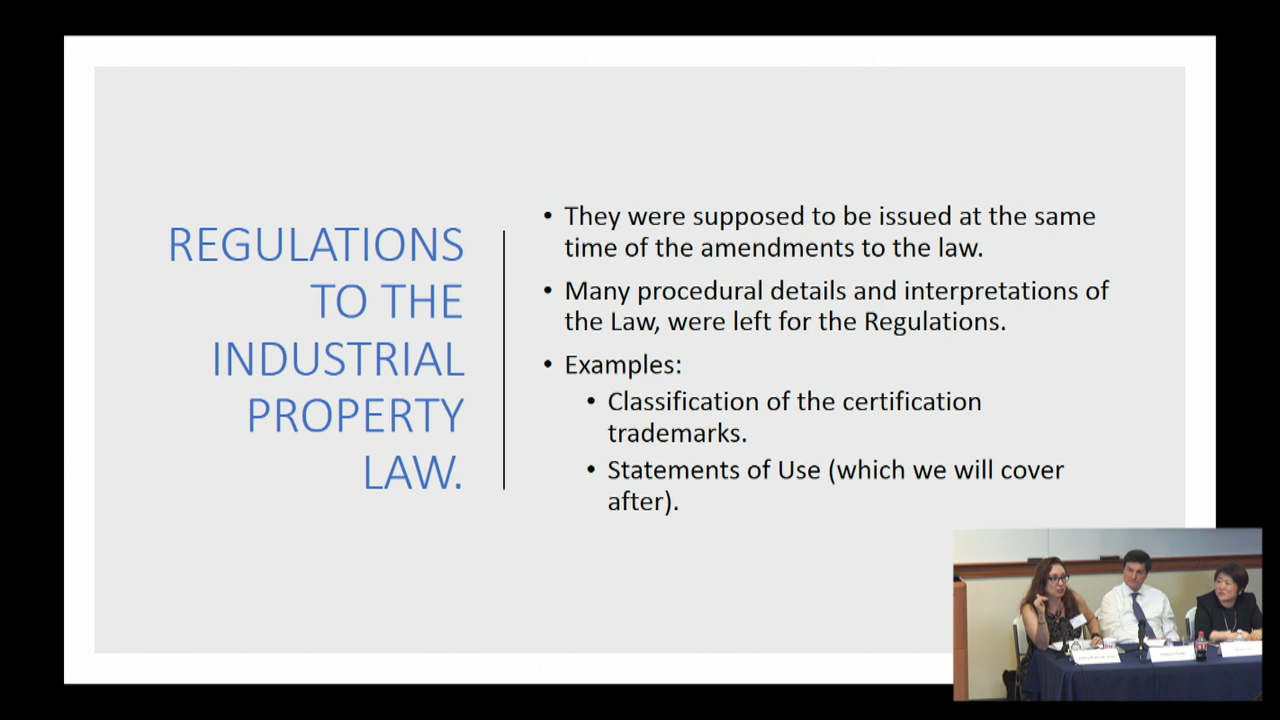 REGULATIONS
TO THE
INDUSTRIAL
PROPERTY
LAW.
• They were supposed to be issued at the same
time of the amendments to the law.
• Many procedural details and interpretations of
the Law, were left for the Regulations.
• Examples:
• Classification of the certification
trademarks.
• Statements of Use (which we will cover
after).